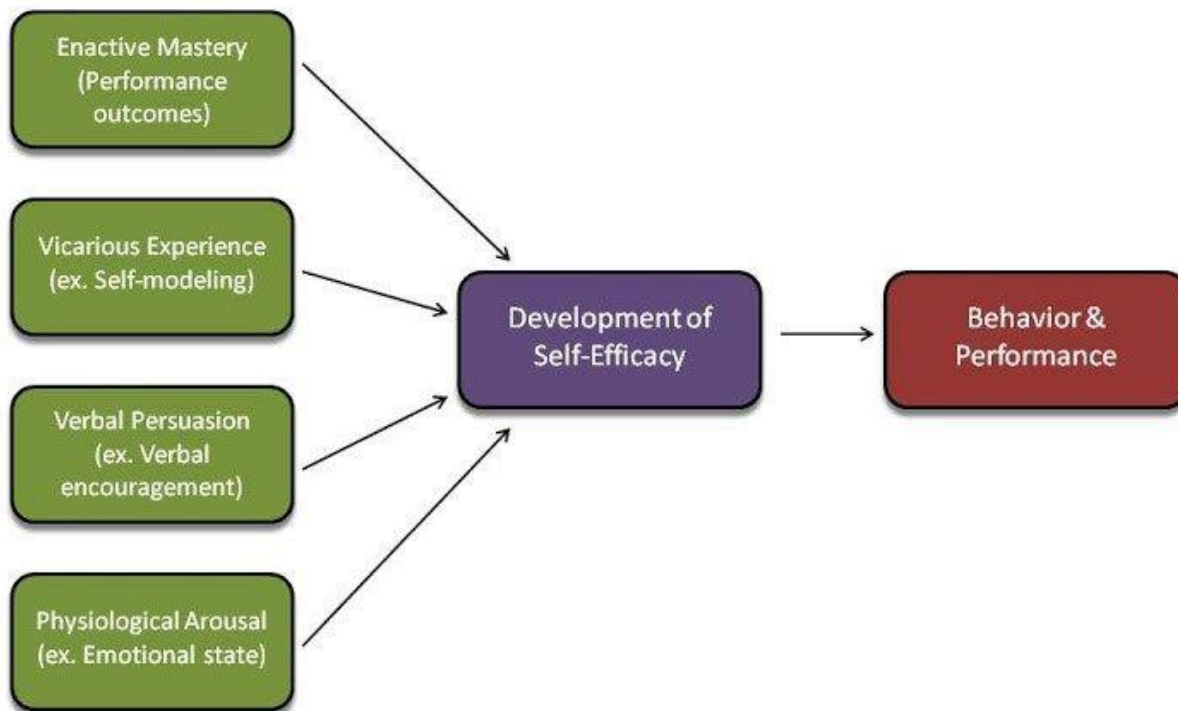 Enactive Mastery
(Performance
outcomes)
Vicarious Experience
(ex. Self-modeling)
Verbal Persuasion
(ex. Verbal
encouragement)
Physiological Arousal
(ex. Emotional state)
Development of
Self-Efficacy
Behavior &
Performance